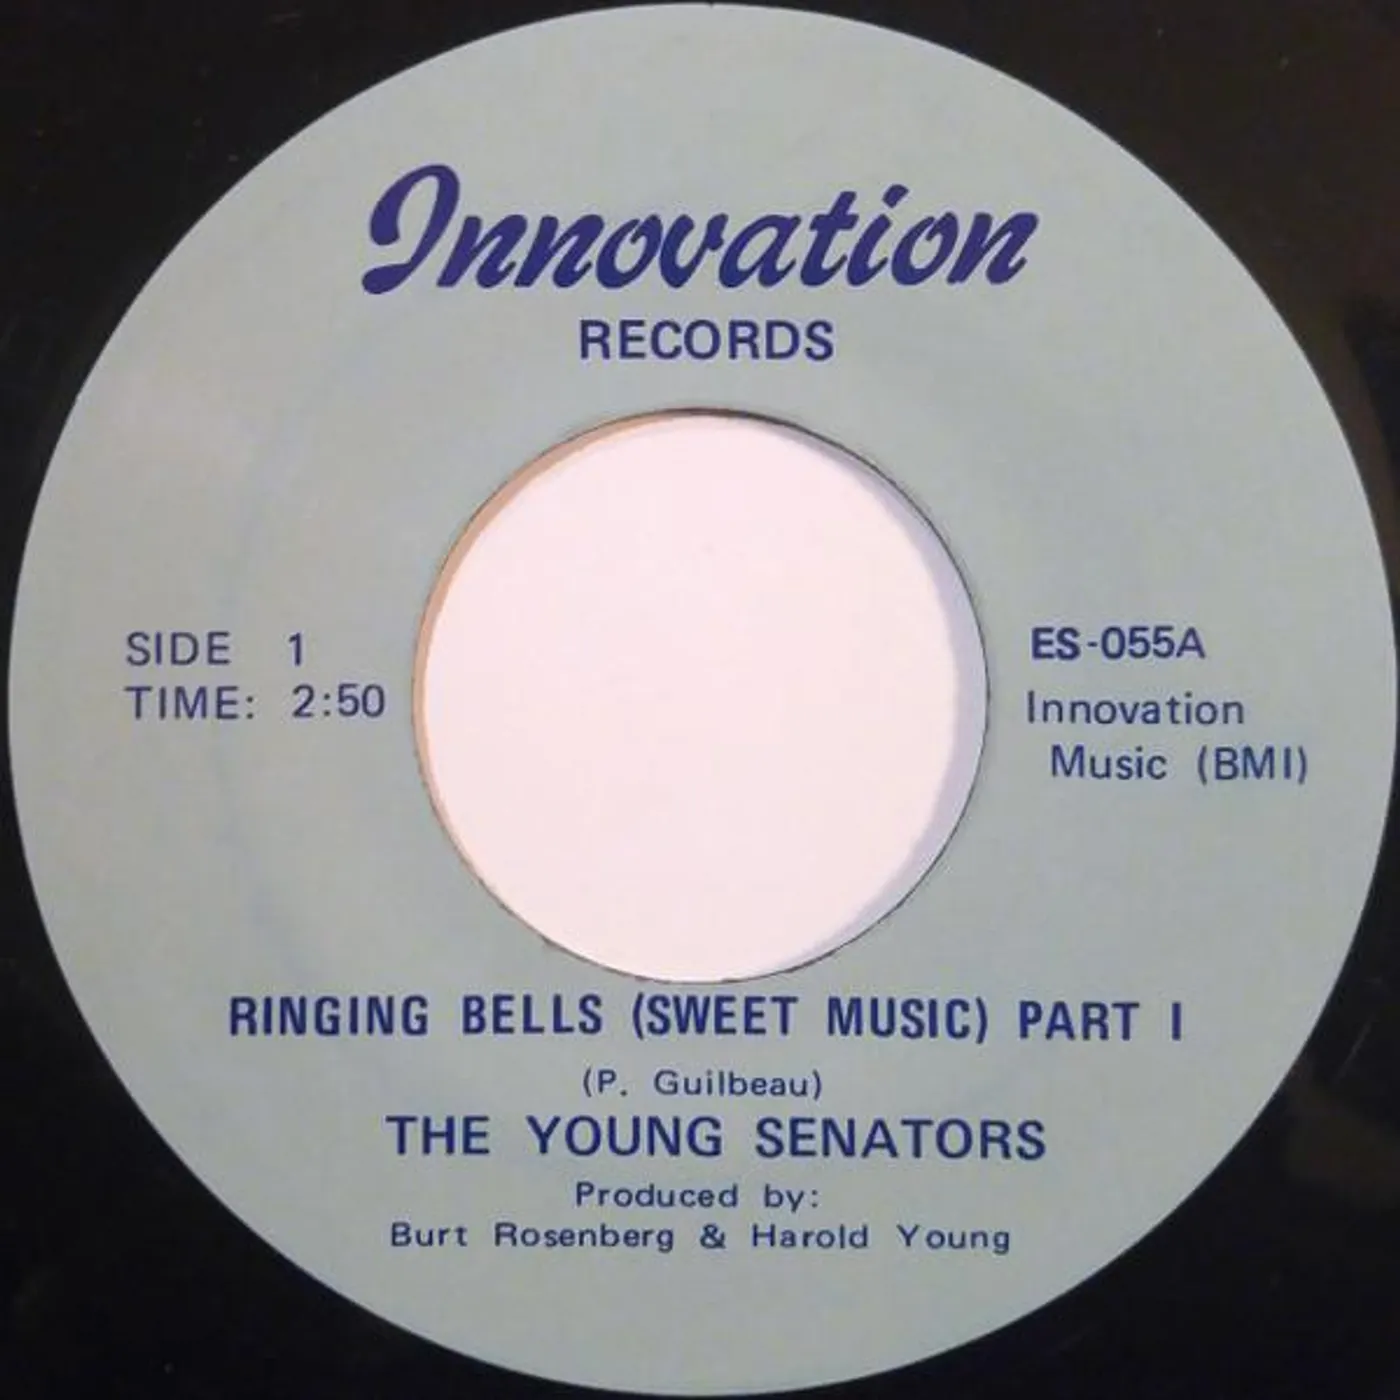 Innovation
RECORDS
SIDE 1
TIME: 2:50
ES-055A
Innovation
Music (BMI)
RINGING BELLS (SWEET MUSIC) PART I
(P. Guilbeau)
THE YOUNG SENATORS
Produced by:
Burt Rosenberg & Harold Young